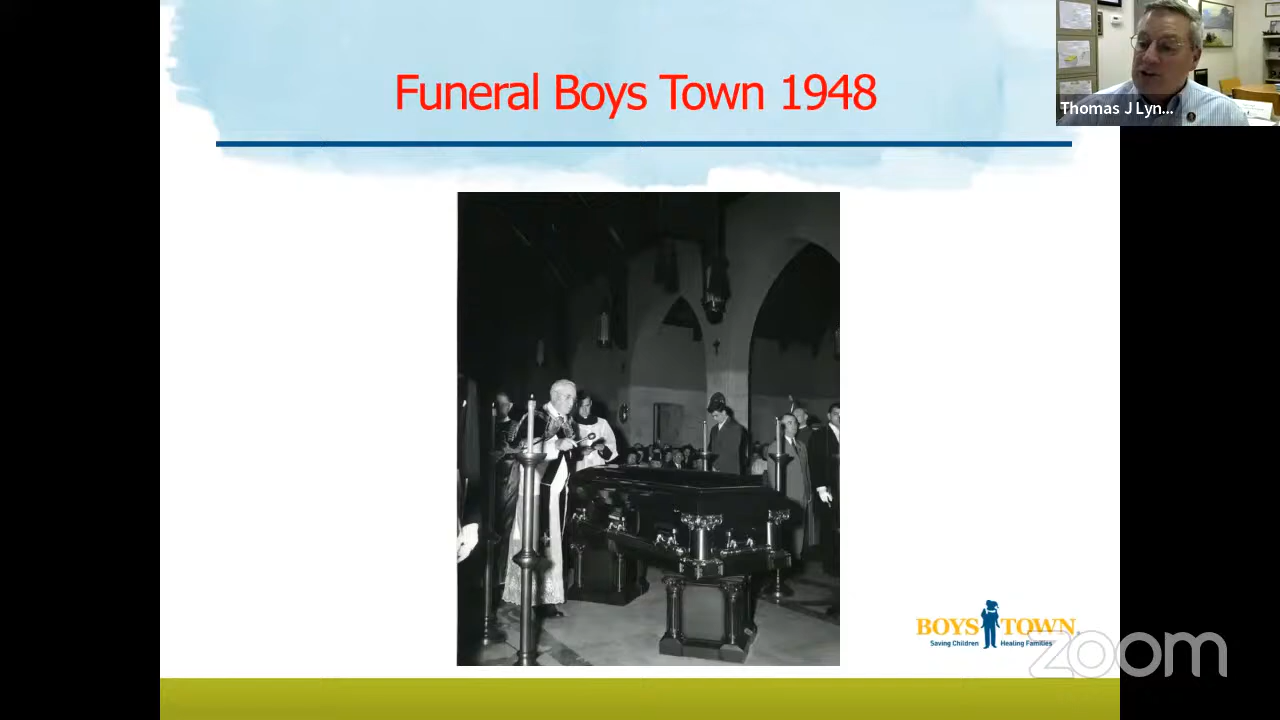 Funeral Boys Town 1948
Thomas J Lyn...
BOYS TOWN
Saving Children Healing Families
zoom